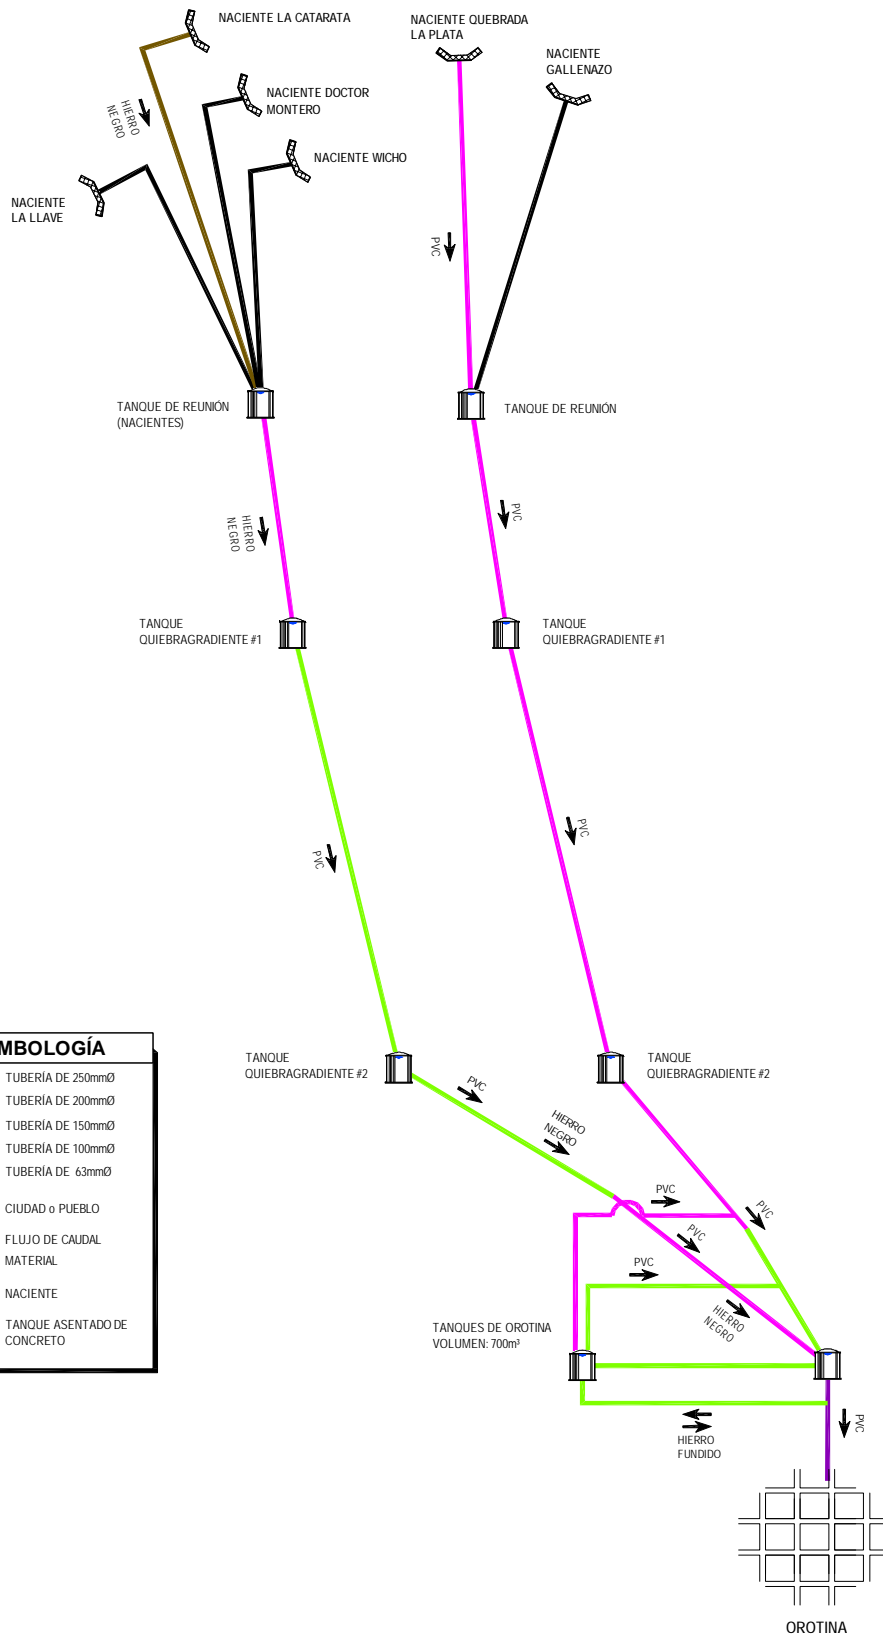 NACIENTE LA CATARATA
NACIENTE QUEBRADA
LA PLATA
NACIENTE
GALLENAZO
HIERRO
NEGRO
NACIENTE DOCTOR
MONTERO
NACIENTE WICHO
NACIENTE
LA LLAVE
PVC
TANQUE DE REUNIÓN
(NACIENTES)
TANQUE DE REUNIÓN
HIERRO
NEGRO
PVC
TANQUE
QUIEBRAGRADIENTE #1
TANQUE
QUIEBRAGRADIENTE #1
PVC
PVC
TANQUE
QUIEBRAGRADIENTE #2
TANQUE
QUIEBRAGRADIENTE #2
PVC
HIERRO
NEGRO
PVC
PVC
PVC
PVC
HIERRO
NEGRO
TANQUES DE OROTINA
VOLUMEN: 700m³
HIERRO
FUNDIDO
PVC
OROTINA
MBOLOGÍA
TUBERÍA DE 250mmØ
TUBERÍA DE 200mmØ
TUBERÍA DE 150mmØ
TUBERÍA DE 100mmØ
TUBERÍA DE 63mmØ
CIUDAD o PUEBLO
FLUJO DE CAUDAL
MATERIAL
NACIENTE
TANQUE ASENTADO DE
CONCRETO